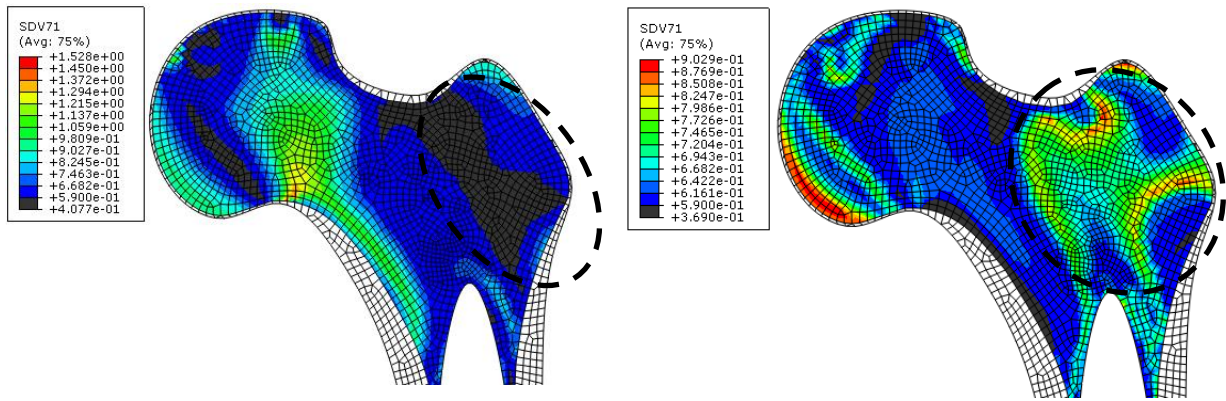 SDV71
(Avg: 75%)
+1.528e+00
+1.450e+00
+1.372e+00
+1.294e+00
+1.215e+00
+1.137e+00
+1.059e+00
+9.809e-01
+9.027e-01
+8.245e-01
+7.463e-01
+6.682e-01
+5.900e-01
+4.077e-01
SDV71
(Avg: 75%)
+9.029e-01
+8.769e-01
+8.508e-01
+8.247e-01
+7.986e-01
+7.726e-01
+7.465e-01
+7.204e-01
+6.943e-01
+6.682e-01
+6.422e-01
+6.161e-01
+5.900e-01
+3.690e-01